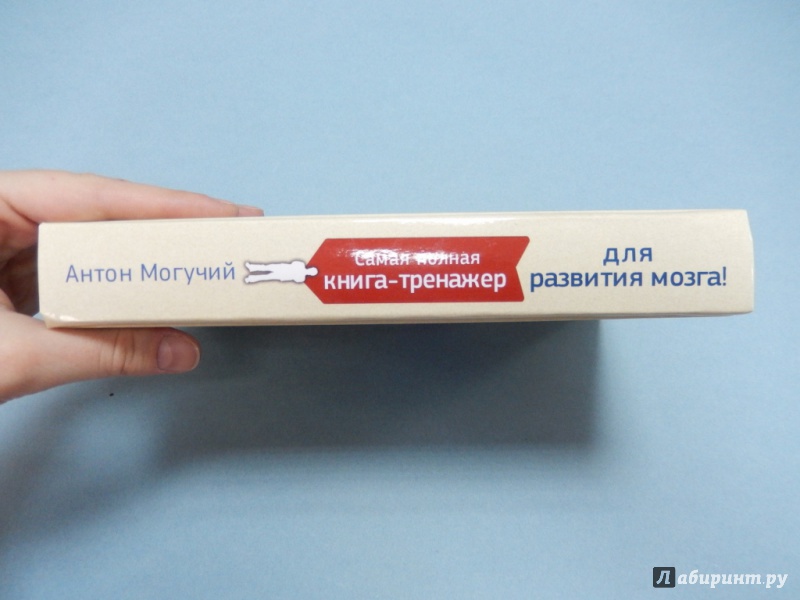 Антон Могучий
Самая полная
книга-тренажер
для
развития мозга!
Лабиринт.ру